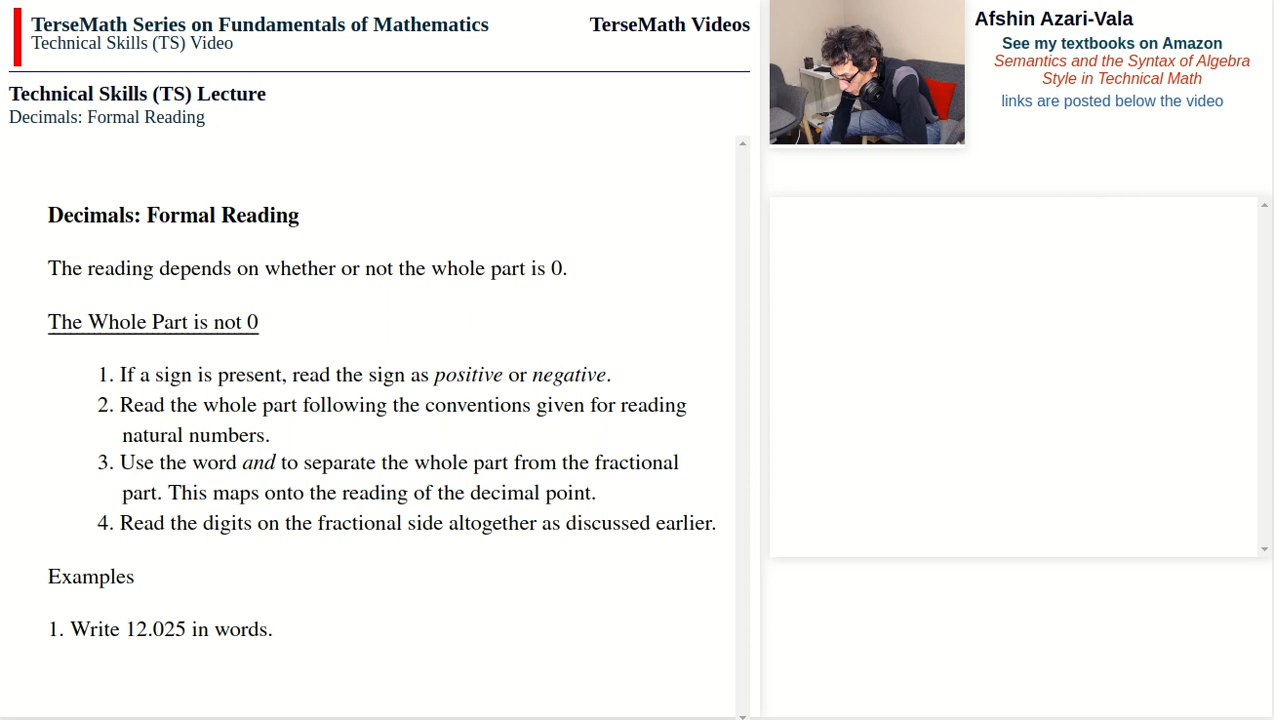 TerseMath Series on Fundamentals of Mathematics
Technical Skills (TS) Video
TerseMath Videos
Technical Skills (TS) Lecture
Decimals: Formal Reading
Decimals: Formal Reading
The reading depends on whether or not the whole part is 0.
The Whole Part is not 0
1. If a sign is present, read the sign as positive or negative.
2. Read the whole part following the conventions given for reading
natural numbers.
3. Use the word and to separate the whole part from the fractional
part. This maps onto the reading of the decimal point.
4. Read the digits on the fractional side altogether as discussed earlier.
Examples
1. Write 12.025 in words.
Afshin Azari-Vala
See my textbooks on Amazon
Semantics and the Syntax of Algebra
Style in Technical Math
links are posted below the video